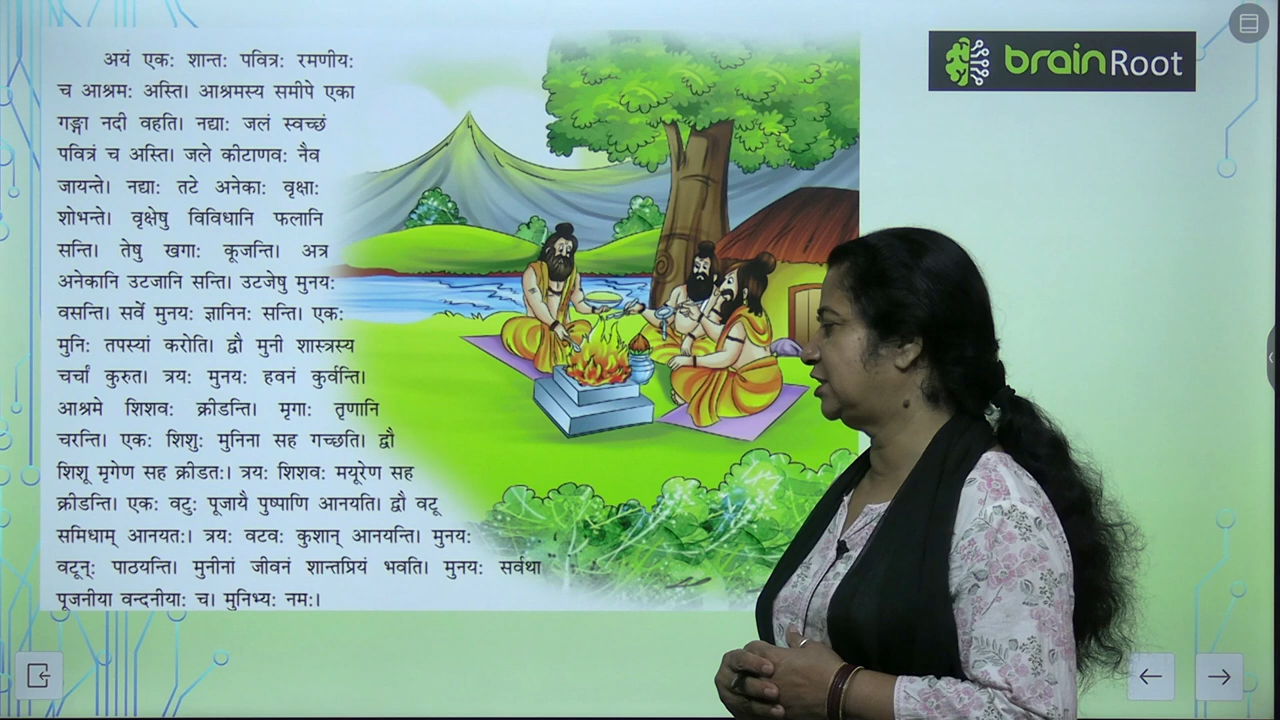 अयं एक: शान्त: पवित्र: रमणीय:
च आश्रम: अस्ति। आश्रमस्य समीपे एका
गङ्गा नदी वहति। नद्या: जलं स्वच्छं
पवित्रं च अस्ति। जले कीटाणव: नैव
जायन्ते। नद्या: तटे अनेका: वृक्षा:
शोभन्ते। वृक्षेषु विविधानि फलानि
सन्ति। तेषु खगा: कूजन्ति। अत्र
अनेकानि उटजानि सन्ति। उटजेषु मुनय:
वसन्ति। सर्वे मुनय: ज्ञानिन: सन्ति। एक:
मुनि: तपस्यां करोति। द्वौ मुनी शास्त्रस्य
चर्चां कुरुत। त्रय: मुनय: हवनं कुर्वन्ति।
आश्रमे शिशव: क्रीडन्ति। मृगा: तृणानि
चरन्ति। एक: शिशु: मुनिना सह गच्छति। द्वौ
शिशू मृगेण सह क्रीडत:। त्रय: शिशव: मयूरेण सह
क्रीडन्ति। एक: वटु: पूजायै पुष्पाणि आनयति। द्वौ वटू
समिधाम् आनयत:। त्रय: वटव: कुशान् आनयन्ति। मुनय:
वटून्: पाठयन्ति। मुनीनां जीवनं शान्तप्रियं भवति। मुनय: सर्वथा
पूजनीया वन्दनीया: च। मुनिभ्य: नम:।
brainRoot